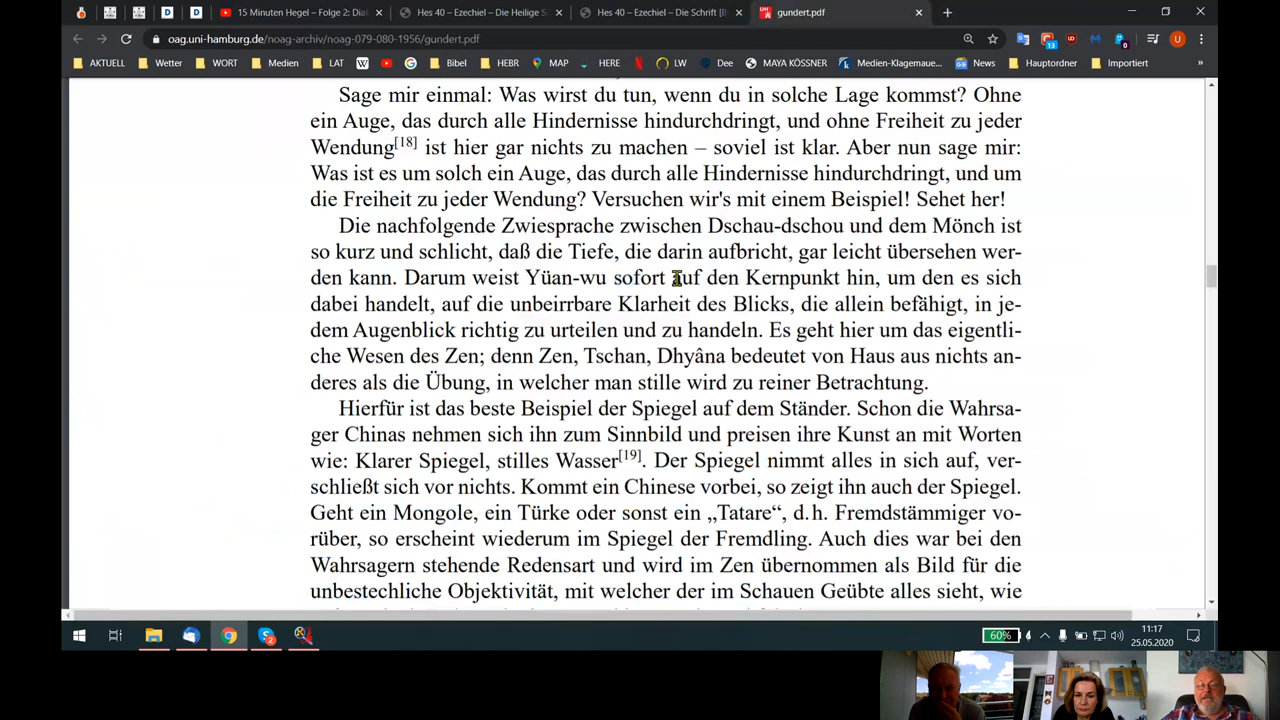 15 Minuten Hegel – Folge 2: Dia
Hes 40 – Ezechiel – Die Heilige S
Hes 40 – Ezechiel – Die Schrift [B
gundert.pdf
oag.uni-hamburg.de/noag-archiv/noag-079-080-1956/gundert.pdf
AKTUELL Wetter WORT Medien LAT Bibel HEBR MAP HERE LW Dee MAYA KÖSSNER Medien-Klagemaue... News Hauptordner Importiert
Sage mir einmal: Was wirst du tun, wenn du in solche Lage kommst? Ohne
ein Auge, das durch alle Hindernisse hindurchdringt, und ohne Freiheit zu jeder
Wendung[18] ist hier gar nichts zu machen – soviel ist klar. Aber nun sage mir:
Was ist es um solch ein Auge, das durch alle Hindernisse hindurchdringt, und um
die Freiheit zu jeder Wendung? Versuchen wir's mit einem Beispiel! Sehet her!
Die nachfolgende Zwiesprache zwischen Dschau-dschou und dem Mönch ist
so kurz und schlicht, daß die Tiefe, die darin aufbricht, gar leicht übersehen wer-
den kann. Darum weist Yüan-wu sofort auf den Kernpunkt hin, um den es sich
dabei handelt, auf die unbeirrbare Klarheit des Blicks, die allein befähigt, in je-
dem Augenblick richtig zu urteilen und zu handeln. Es geht hier um das eigentli-
che Wesen des Zen; denn Zen, Tschan, Dhyâna bedeutet von Haus aus nichts an-
deres als die Übung, in welcher man stille wird zu reiner Betrachtung.
Hierfür ist das beste Beispiel der Spiegel auf dem Ständer. Schon die Wahrsa-
ger Chinas nehmen sich ihn zum Sinnbild und preisen ihre Kunst an mit Worten
wie: Klarer Spiegel, stilles Wasser[19]. Der Spiegel nimmt alles in sich auf, ver-
schließt sich vor nichts. Kommt ein Chinese vorbei, so zeigt ihn auch der Spiegel.
Geht ein Mongole, ein Türke oder sonst ein „Tatare“, d.h. Fremdstämmiger vo-
rüber, so erscheint wiederum im Spiegel der Fremdling. Auch dies war bei den
Wahrsagern stehende Redensart und wird im Zen übernommen als Bild für die
unbestechliche Objektivität, mit welcher der im Schauen Geübte alles sieht, wie
60%
11:17
25.05.2020